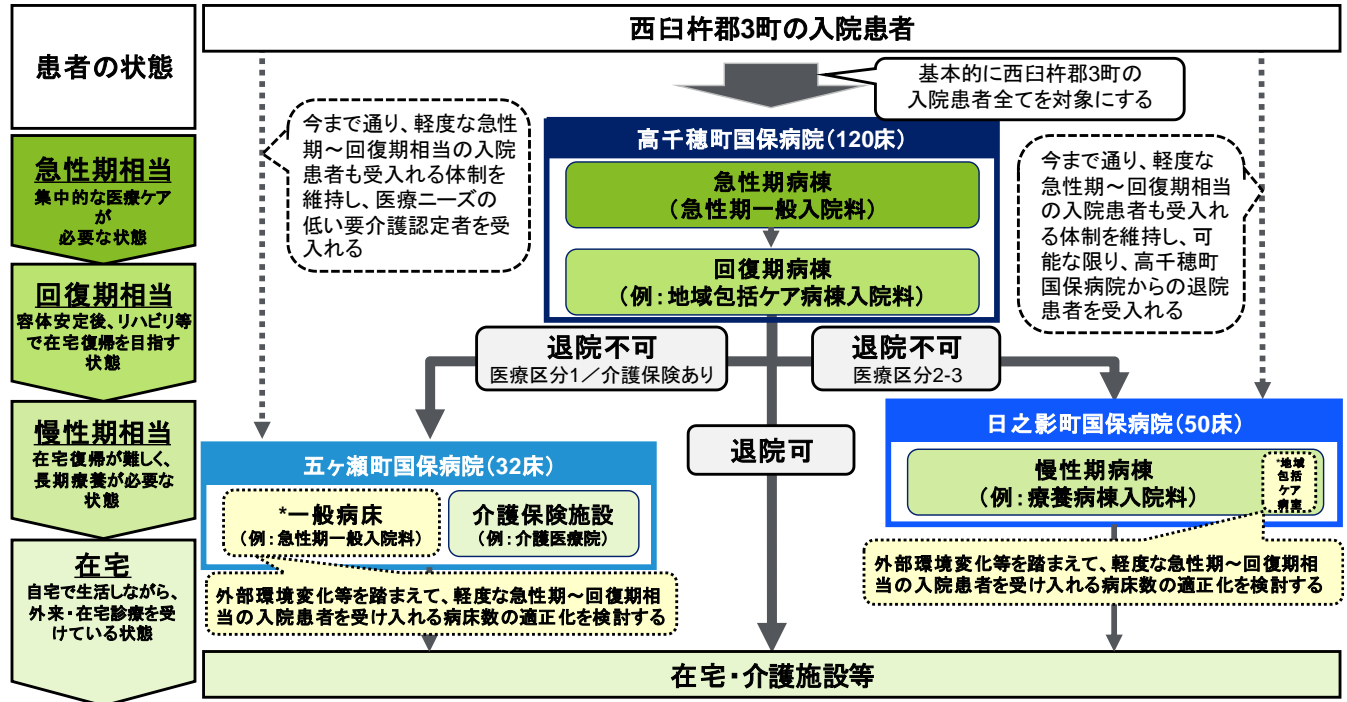 患者の状態
西臼杵郡3町の入院患者
基本的に西臼杵郡3町の
入院患者全てを対象にする
急性期相当
集中的な医療ケア
が
必要な状態
回復期相当
容体安定後、リハビリ等
で在宅復帰を目指す
状態
慢性期相当
在宅復帰が難しく、
長期療養が必要な
状態
在宅
自宅で生活しながら、
外来・在宅診療を受
けている状態
今まで通り、軽度な急性
期～回復期相当の入院
患者も受入れる体制を
維持し、医療ニーズの
低い要介護認定者を受
入れる
高千穂町国保病院（120床）
急性期病棟
（急性期一般入院料）
回復期病棟
（例：地域包括ケア病棟入院料）
今まで通り、軽度な
急性期～回復期相当
の入院患者も受入れ
る体制を維持し、可
能な限り、高千穂町
国保病院からの退院
患者を受入れる
退院不可
医療区分1／介護保険あり
退院不可
医療区分2-3
退院可
五ヶ瀬町国保病院（32床）
*一般病床
（例：急性期一般入院料）
介護保険施設
（例：介護医療院）
外部環境変化等を踏まえて、軽度な急性期～回復期相
当の入院患者を受け入れる病床数の適正化を検討する
日之影町国保病院（50床）
慢性期病棟
（例：療養病棟入院料）
*地域
包括
ケア
病室
外部環境変化等を踏まえて、軽度な急性期～回復期相
当の入院患者を受け入れる病床数の適正化を検討する
在宅・介護施設等